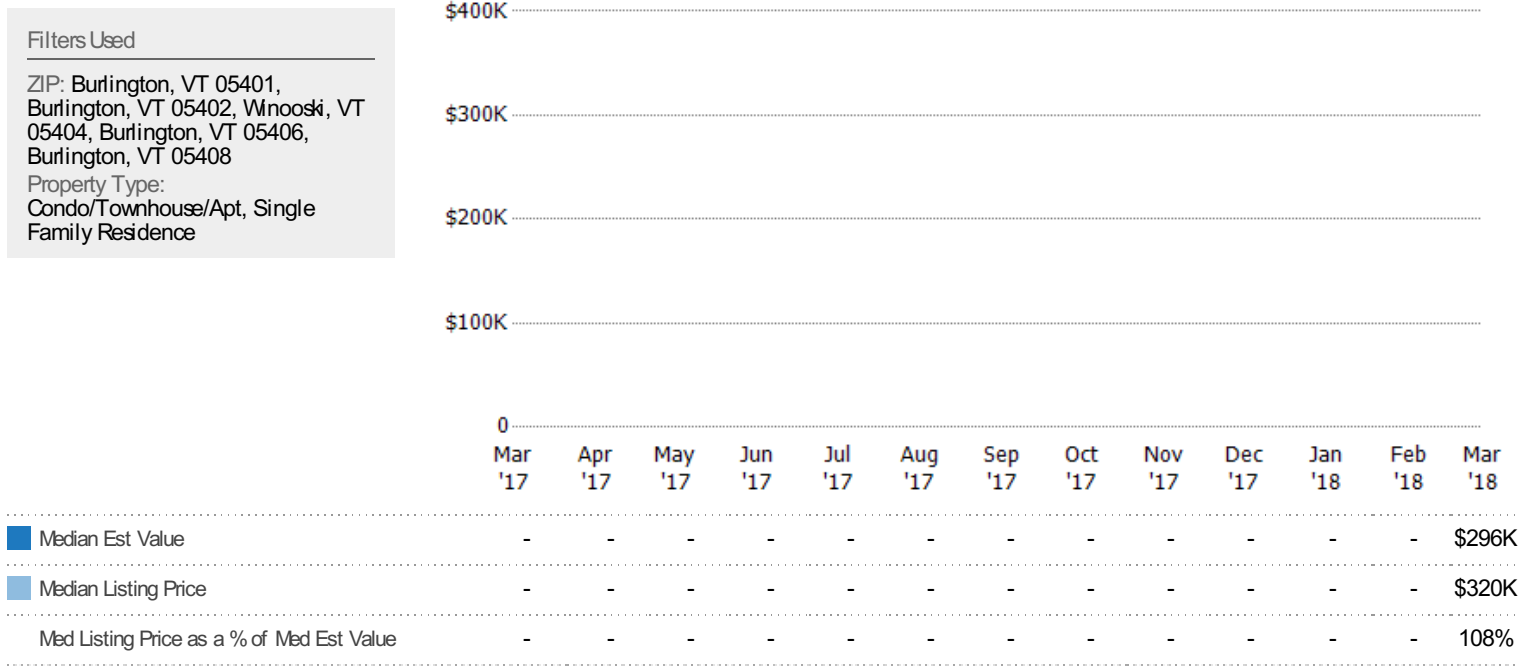 Filters Used
ZIP: Burlington, VT 05401,
Burlington, VT 05402, Winooski, VT
05404, Burlington, VT 05406,
Burlington, VT 05408
Property Type:
Condo/Townhouse/Apt, Single
Family Residence
$400K
$300K
$200K
$100K
0
Mar Apr May Jun Jul Aug Sep Oct Nov Dec Jan Feb Mar
'17 '17 '17 '17 '17 '17 '17 '17 '17 '17 '18 '18 '18
Median Est Value - - - - - - - - - - - - $296K
Median Listing Price - - - - - - - - - - - - $320K
Med Listing Price as a % of Med Est Value - - - - - - - - - - - - 108%